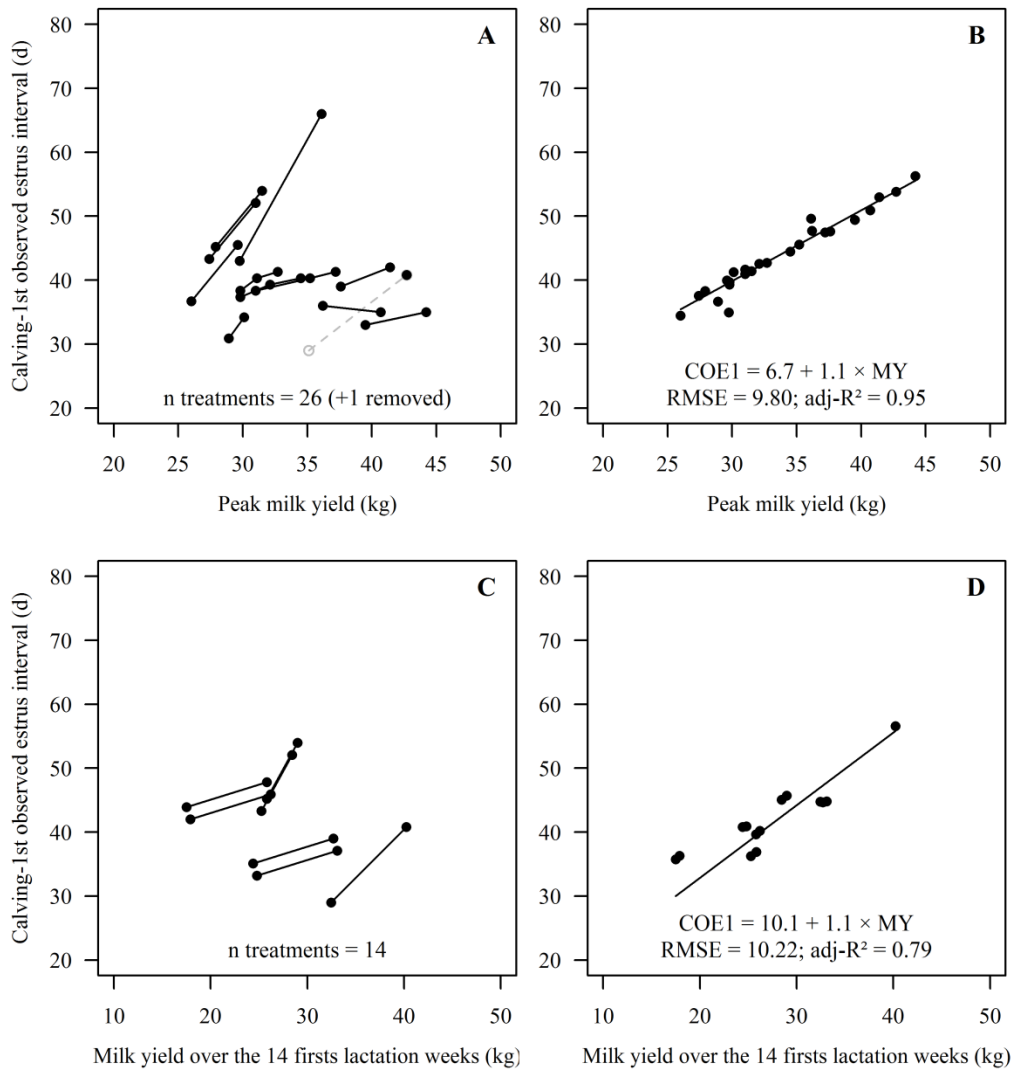 Calving-1st observed estrus interval (d)
80
70
60
50
40
30
20
A
n treatments = 26 (+1 removed)
20 25 30 35 40 45 50
Peak milk yield (kg)
80
70
60
50
40
30
20
B
COE1 = 6.7 + 1.1 × MY
RMSE = 9.80; adj-R² = 0.95
20 25 30 35 40 45 50
Peak milk yield (kg)
Calving-1st observed estrus interval (d)
80
70
60
50
40
30
20
C
n treatments = 14
10 20 30 40 50
Milk yield over the 14 firsts lactation weeks (kg)
80
70
60
50
40
30
20
D
COE1 = 10.1 + 1.1 × MY
RMSE = 10.22; adj-R² = 0.79
10 20 30 40 50
Milk yield over the 14 firsts lactation weeks (kg)